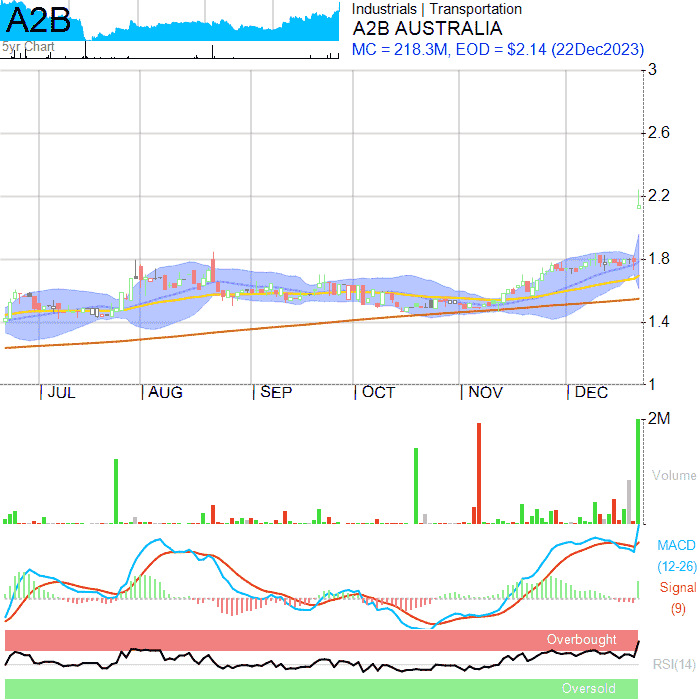 A2B
5yr Chart
Industrials | Transportation
A2B AUSTRALIA
MC = 218.3M, EOD = $2.14 (22Dec2023)
3
2.6
2.2
1.8
1.4
1
JUL
AUG
SEP
OCT
NOV
DEC
2M
Volume
MACD
(12-26)
Signal
(9)
Overbought
RSI(14)
Oversold